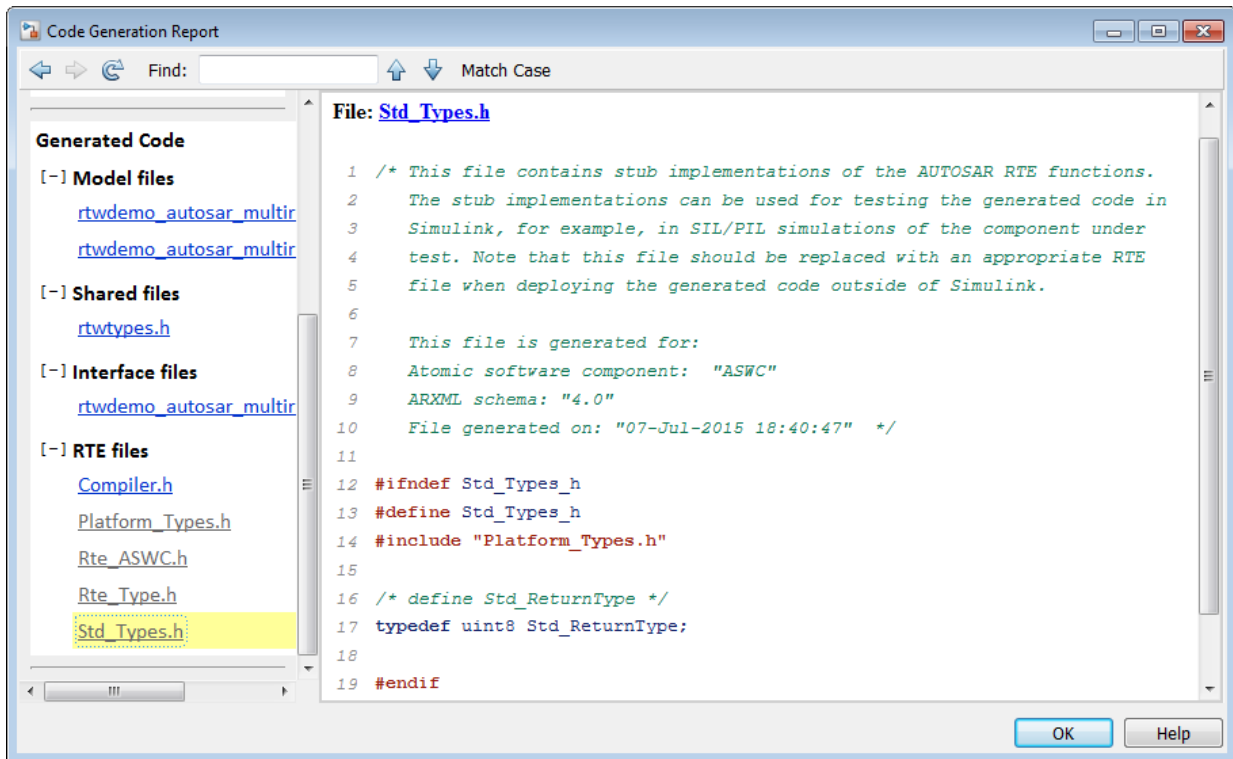 Code Generation Report
Find: Match Case
Generated Code
[-] Model files
rtwdemo_autosar_multir
rtwdemo_autosar_multir
[-] Shared files
rtwtypes.h
[-] Interface files
rtwdemo_autosar_multir
[-] RTE files
Compiler.h
Platform_Types.h
Rte_ASWC.h
Rte_Type.h
Std_Types.h
File: Std_Types.h
1 /* This file contains stub implementations of the AUTOSAR RTE functions.
2 The stub implementations can be used for testing the generated code in
3 Simulink, for example, in SIL/PIL simulations of the component under
4 test. Note that this file should be replaced with an appropriate RTE
5 file when deploying the generated code outside of Simulink.
6
7 This file is generated for:
8 Atomic software component: "ASWC"
9 ARXML schema: "4.0"
10 File generated on: "07-Jul-2015 18:40:47" */
11
12 #ifndef Std_Types_h
13 #define Std_Types_h
14 #include "Platform_Types.h"
15
16 /* define Std_ReturnType */
17 typedef uint8 Std_ReturnType;
18
19 #endif
OK Help